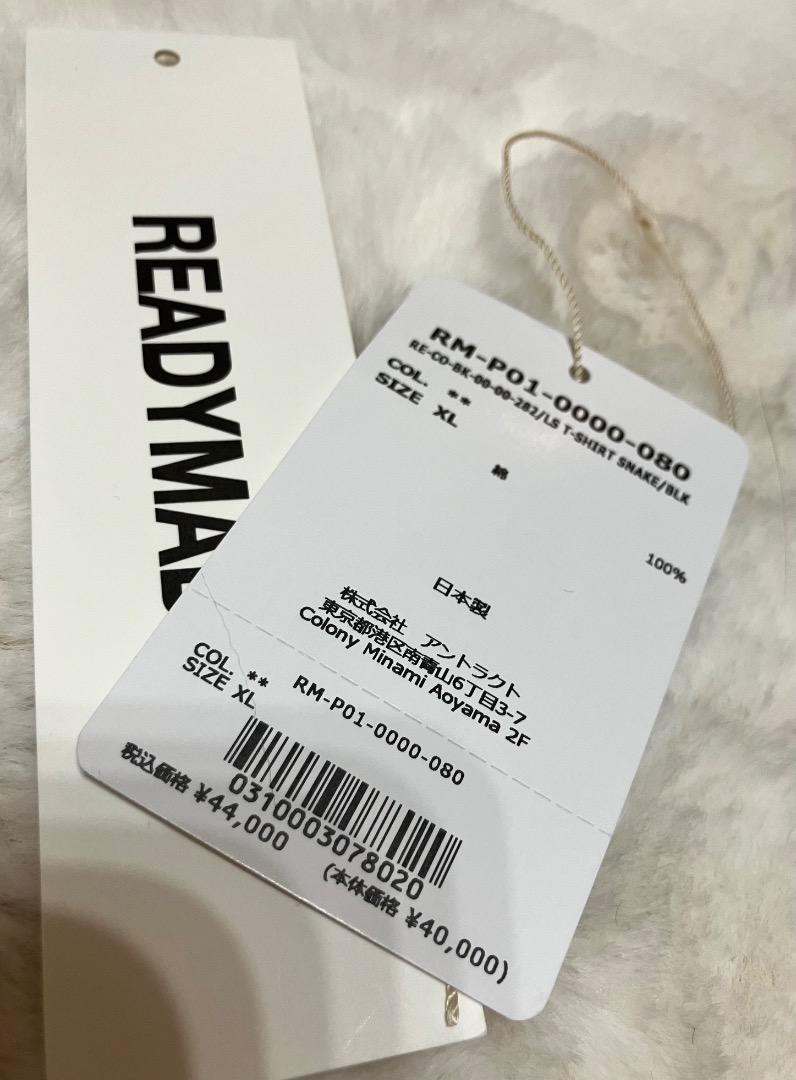 READYMA
RM-P01-0000-080
RE-CO-BK-00-00-282/LS T-SHIRT SNAKE/BLK
COL. **
SIZE XL
綿 100%
日本製
株式会社 アントラクト
東京都港区南青山6丁目3-7
Colony Minami Aoyama 2F
COL. **
SIZE XL RM-P01-0000-080
0310003078020
税込価格 ¥44,000 (本体価格 ¥40,000)